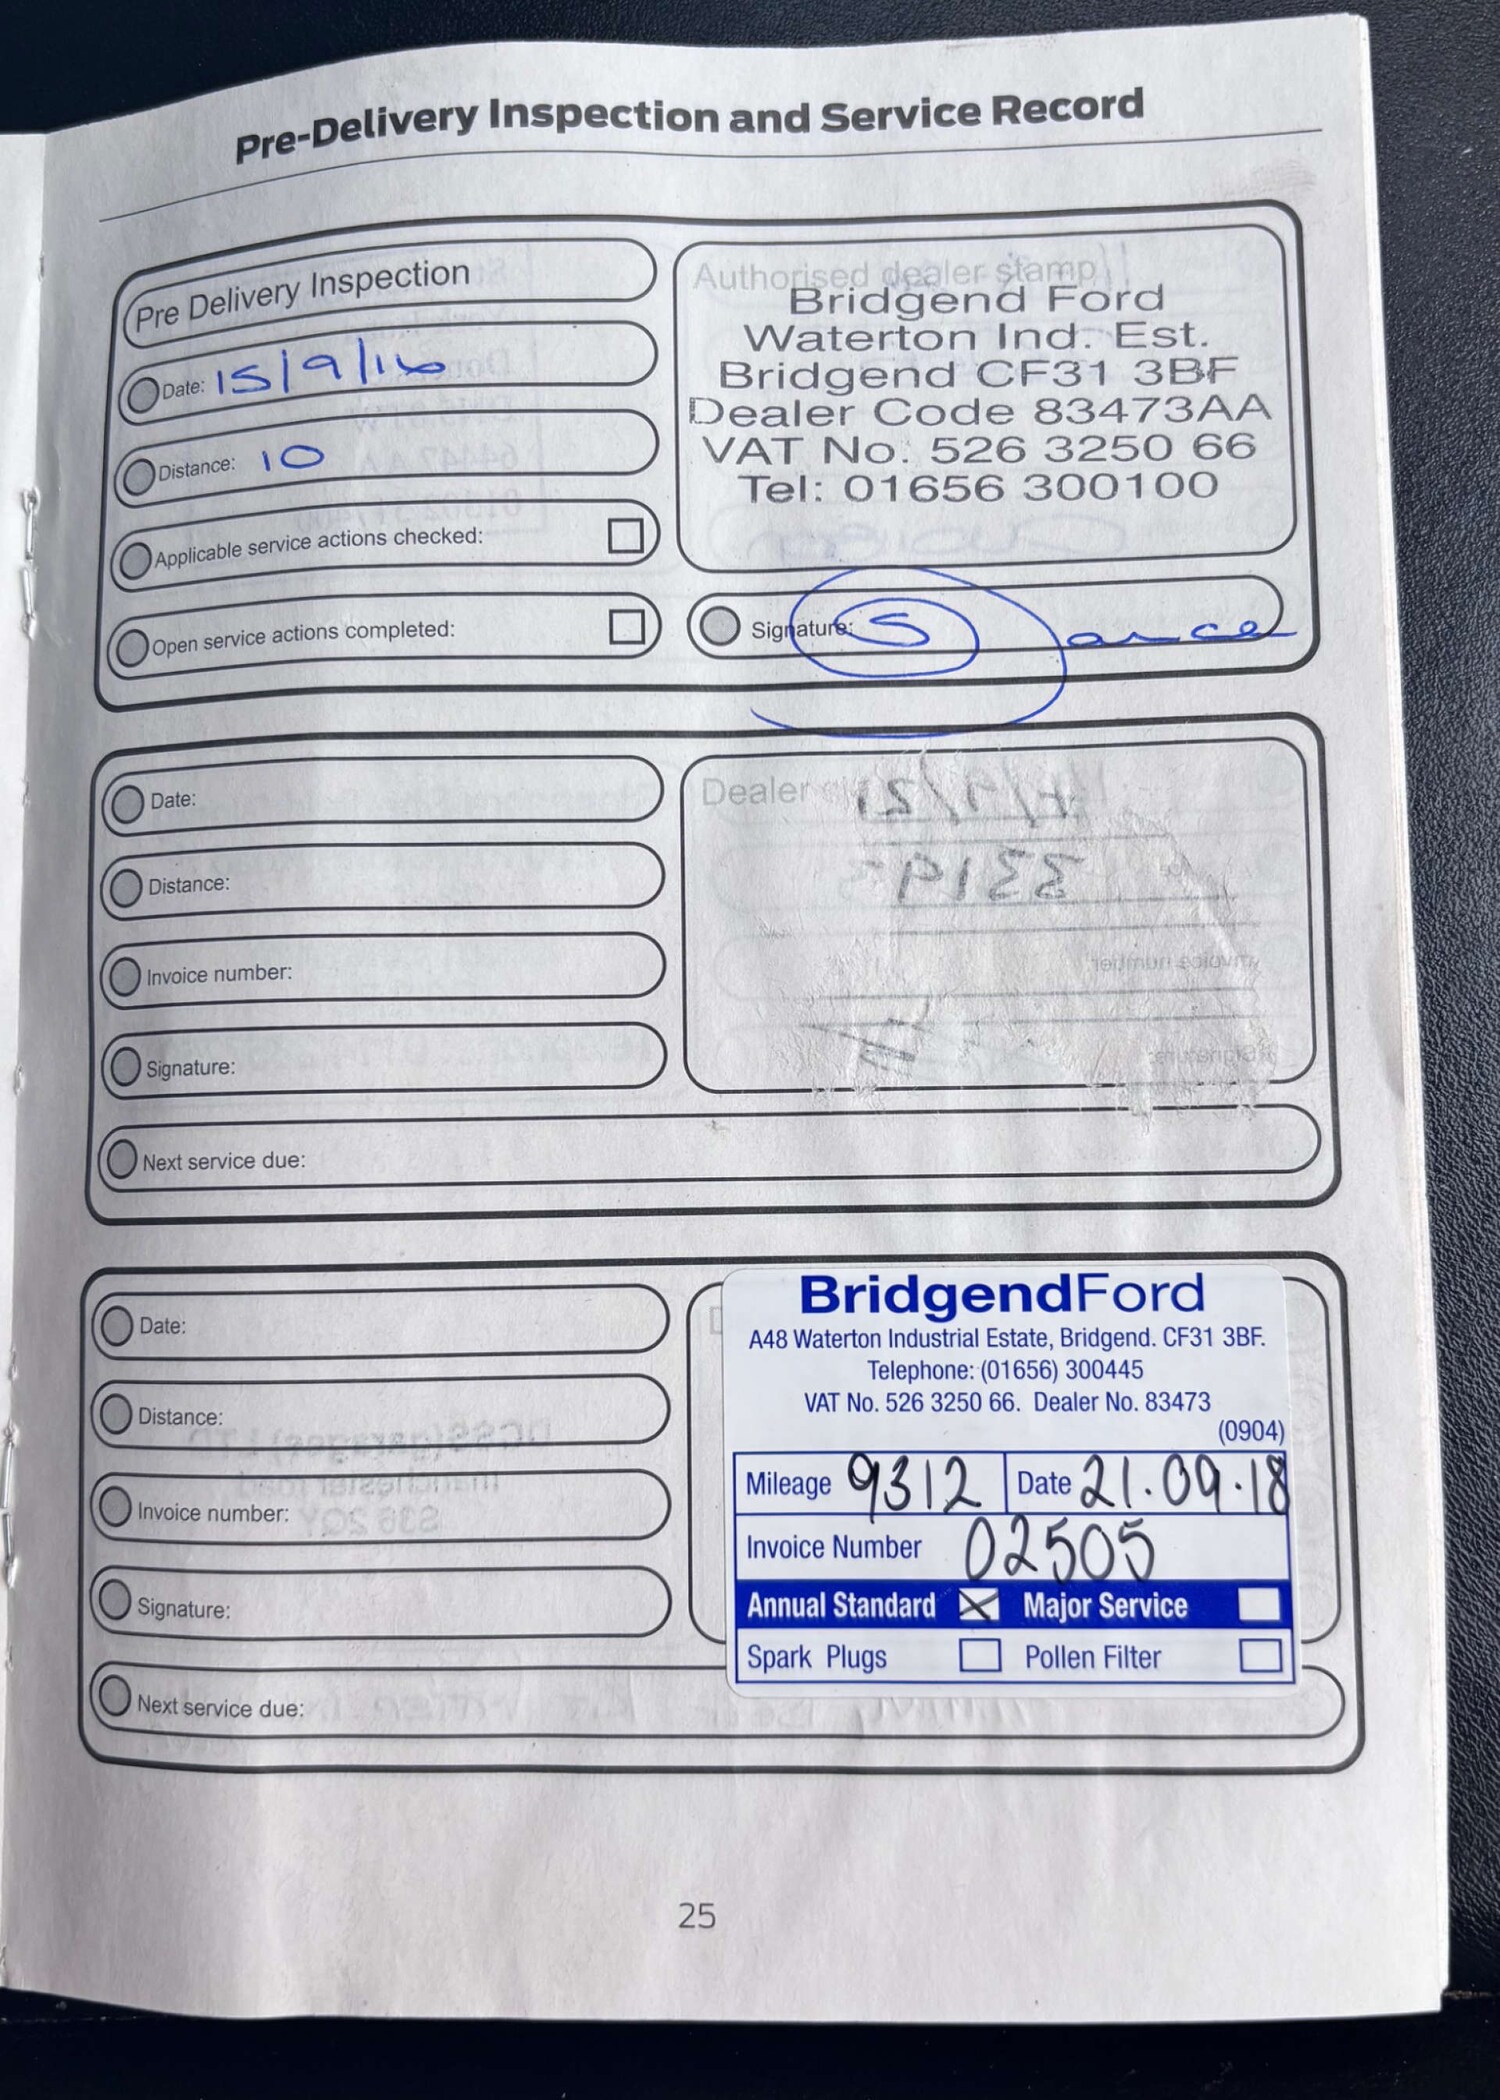 Pre-Delivery Inspection and Service Record
Pre Delivery Inspection
Date: 15/9/16
Distance: 10
Applicable service actions checked:
Open service actions completed:
Authorised dealer stamp
Bridgend Ford
Waterton Ind. Est.
Bridgend CF31 3BF
Dealer Code 83473AA
VAT No. 526 3250 66
Tel: 01656 300100
Signature:
Date:
Distance:
Invoice number:
Signature:
Next service due:
Dealer
Date:
Distance:
Invoice number:
Signature:
Next service due:
BridgendFord
A48 Waterton Industrial Estate, Bridgend. CF31 3BF.
Telephone: (01656) 300445
VAT No. 526 3250 66. Dealer No. 83473
(0904)
Mileage 9312 Date 21.09.18
Invoice Number 02505
Annual Standard Major Service
Spark Plugs Pollen Filter
25